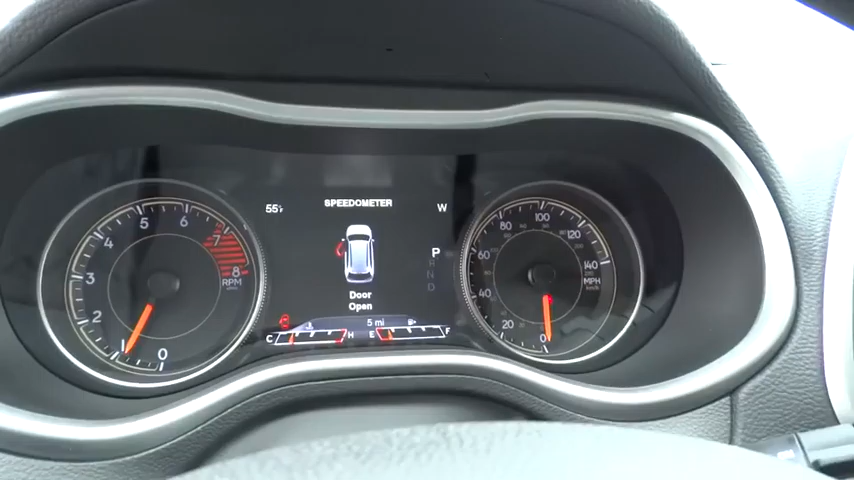 55°F SPEEDOMETER W
0 1 2 3 4 5 6 7 8
RPM
P
R
N
D
Door
Open
5 mi
C H E F
0 20 40 60 80 100 120 140
MPH
km/h